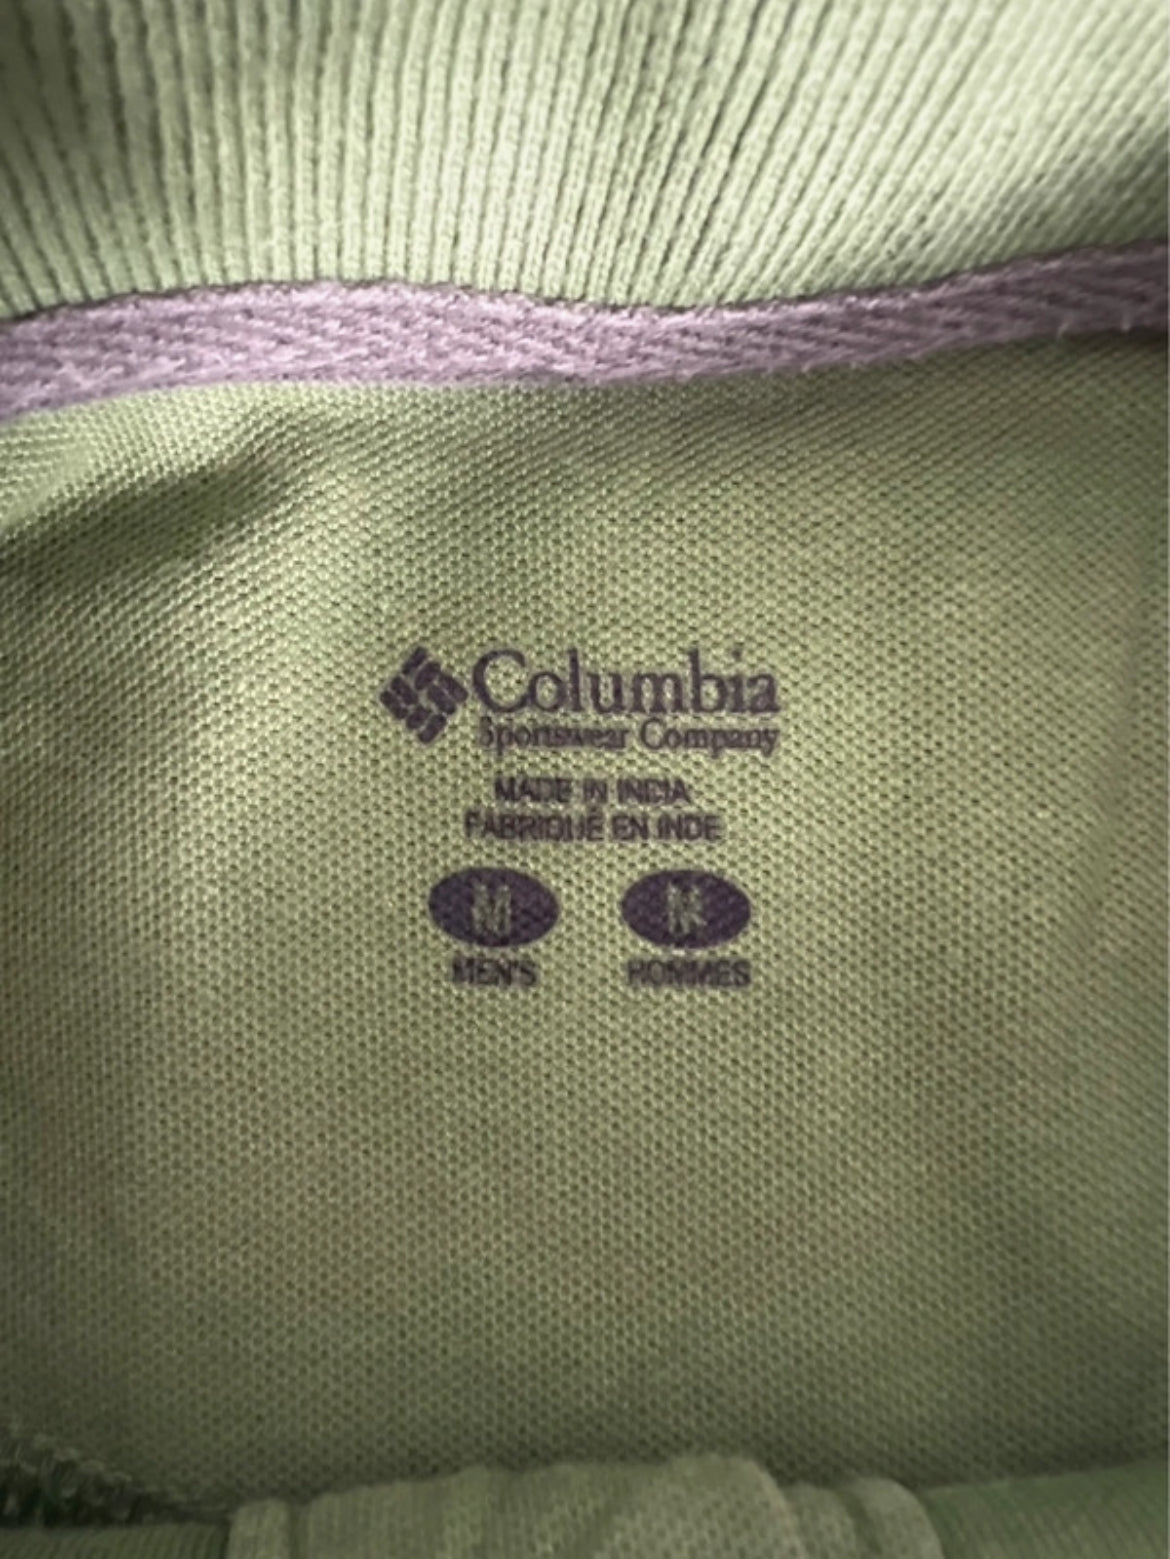 Columbia
Sportswear Company
MADE IN INDIA
FABRIQUÉ EN INDE
M M
MEN'S HOMMES